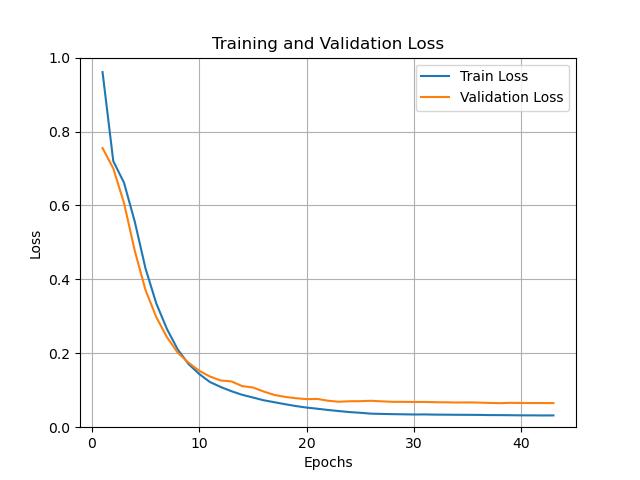 Training and Validation Loss
1.0
0.8
0.6
0.4
0.2
0.0
Loss
Train Loss
Validation Loss
0 10 20 30 40
Epochs